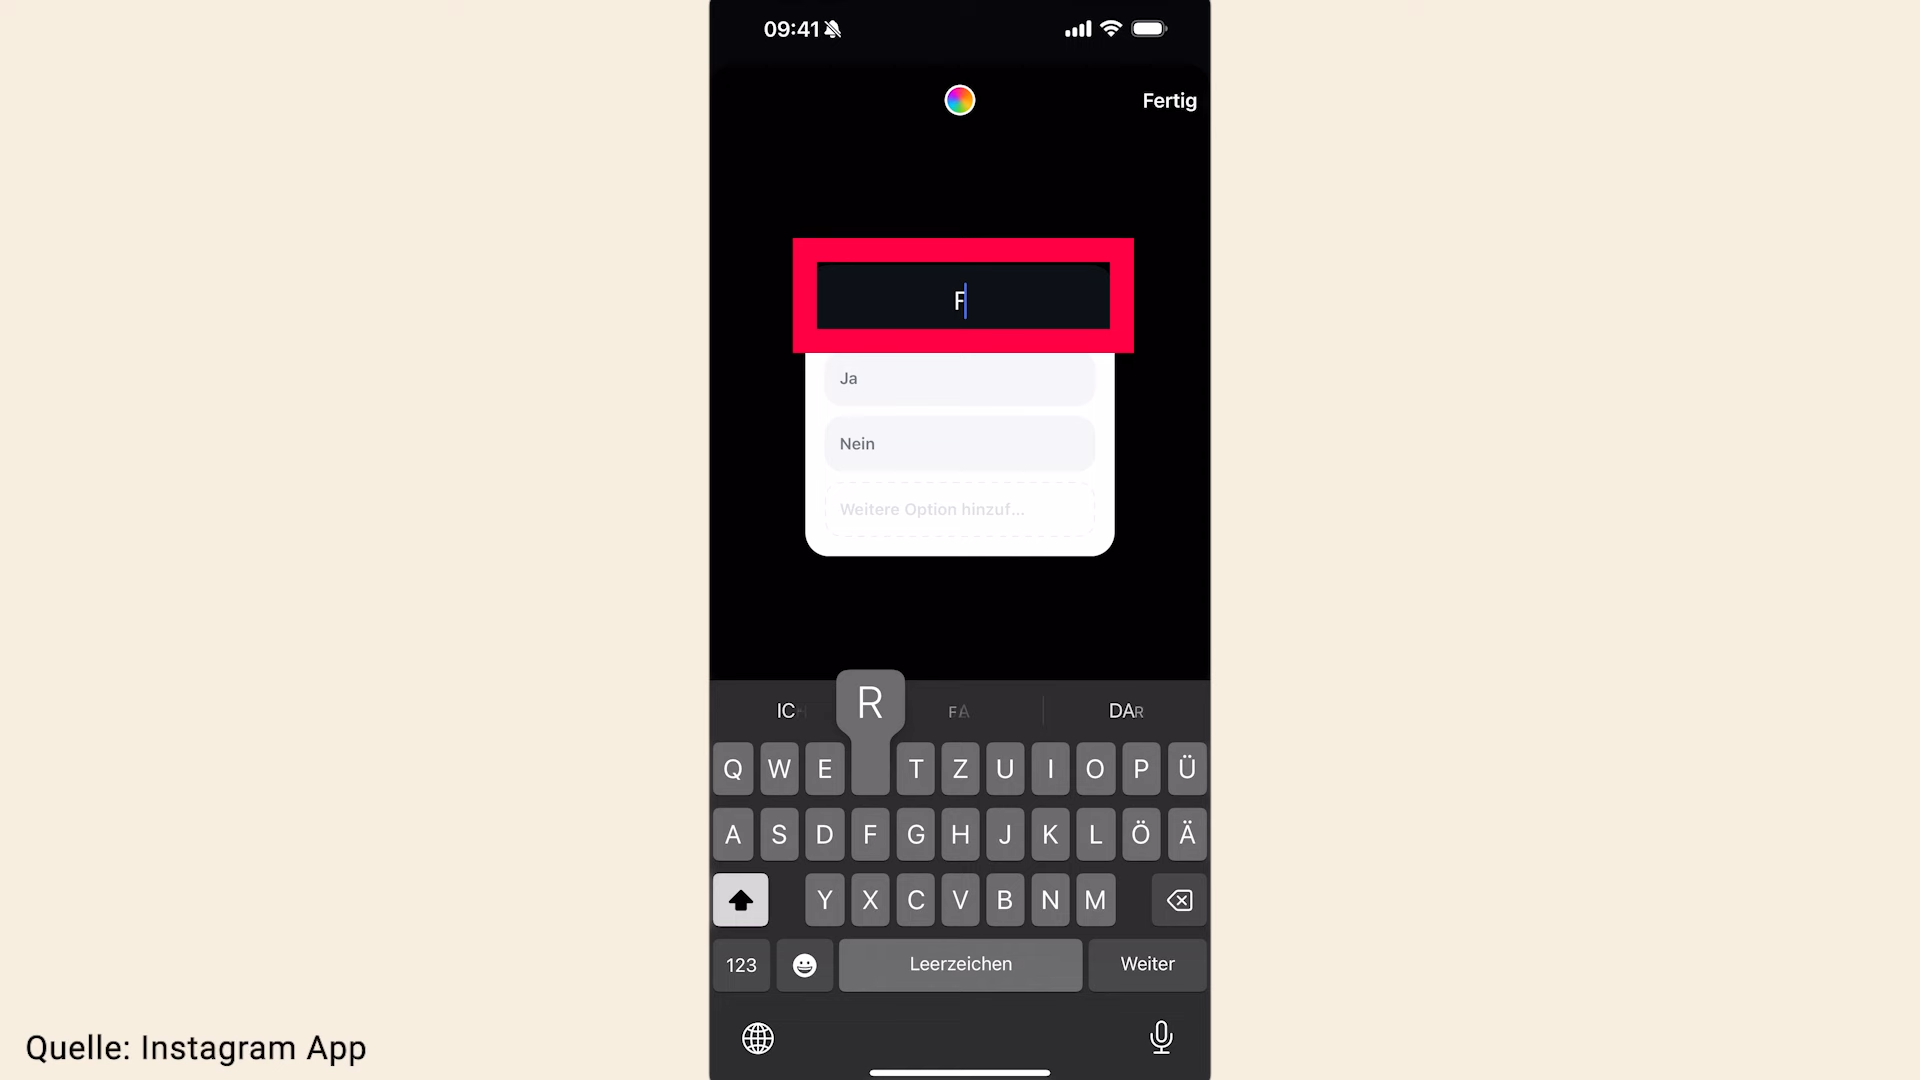 09:41
Fertig
F
Ja
Nein
Weitere Option hinzuf...
R
IC
FA
DAR
Q W E T Z U I O P Ü
A S D F G H J K L Ö Ä
Y X C V B N M
123 Leerzeichen Weiter
Quelle: Instagram App